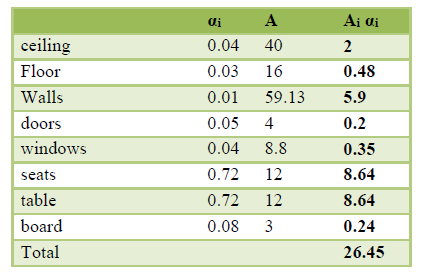 αi A Ai αi
ceiling 0.04 40 2
Floor 0.03 16 0.48
Walls 0.01 59.13 5.9
doors 0.05 4 0.2
windows 0.04 8.8 0.35
seats 0.72 12 8.64
table 0.72 12 8.64
board 0.08 3 0.24
Total 26.45